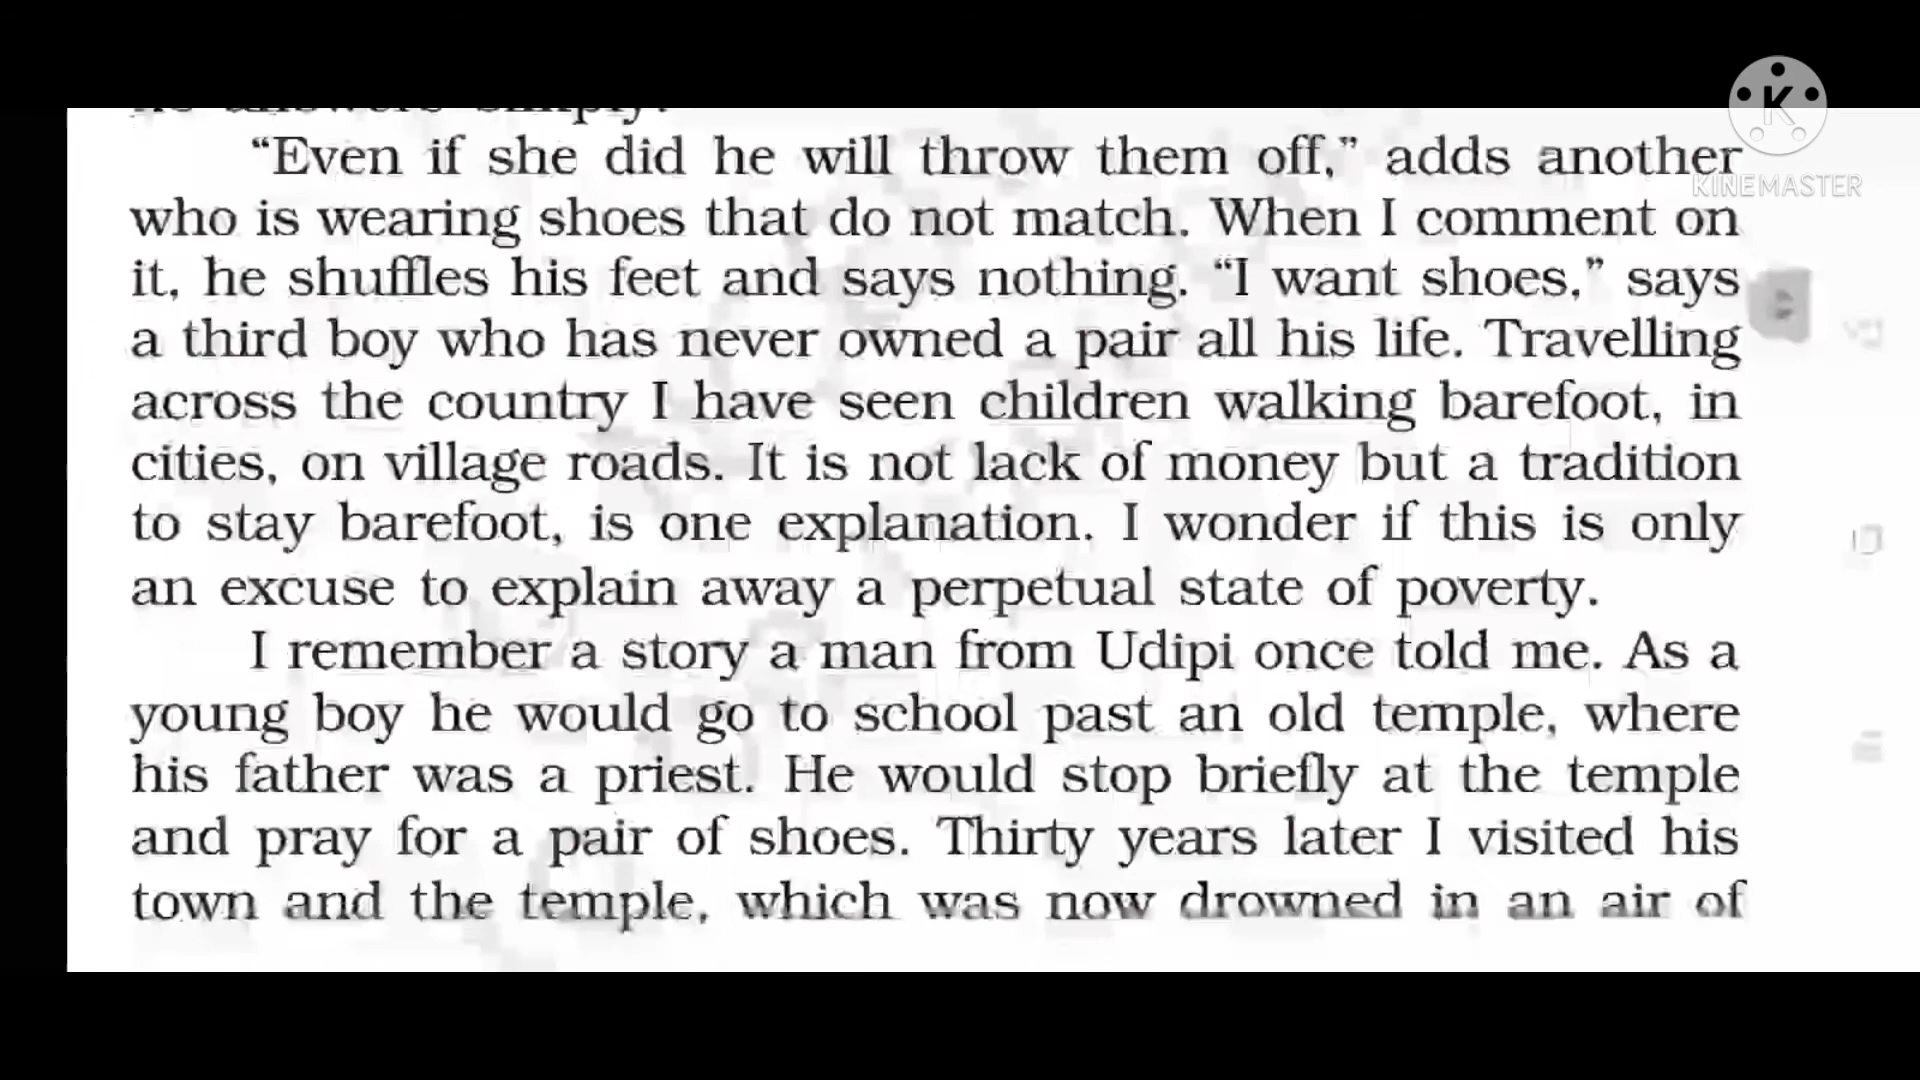 he answers simply.
“Even if she did he will throw them off,” adds another
who is wearing shoes that do not match. When I comment on
it, he shuffles his feet and says nothing. “I want shoes,” says
a third boy who has never owned a pair all his life. Travelling
across the country I have seen children walking barefoot, in
cities, on village roads. It is not lack of money but a tradition
to stay barefoot, is one explanation. I wonder if this is only
an excuse to explain away a perpetual state of poverty.
I remember a story a man from Udipi once told me. As a
young boy he would go to school past an old temple, where
his father was a priest. He would stop briefly at the temple
and pray for a pair of shoes. Thirty years later I visited his
town and the temple, which was now drowned in an air of
K
KINEMASTER